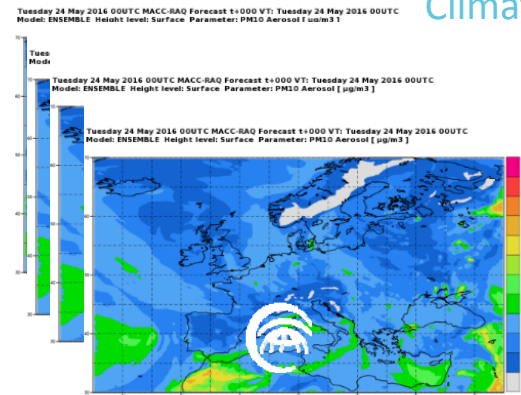 Climat
Tuesday 24 May 2016 00UTC MACC-RAQ Forecast t+000 VT: Tuesday 24 May 2016 00UTC
Model: ENSEMBLE Height level: Surface Parameter: PM10 Aerosol [ µg/m3 ]
Tues
Mode
Tuesday 24 May 2016 00UTC MACC-RAQ Forecast t+000 VT: Tuesday 24 May 2016 00UTC
Model: ENSEMBLE Height level: Surface Parameter: PM10 Aerosol [ µg/m3 ]
Tuesday 24 May 2016 00UTC MACC-RAQ Forecast t+000 VT: Tuesday 24 May 2016 00UTC
Model: ENSEMBLE Height level: Surface Parameter: PM10 Aerosol [ µg/m3 ]